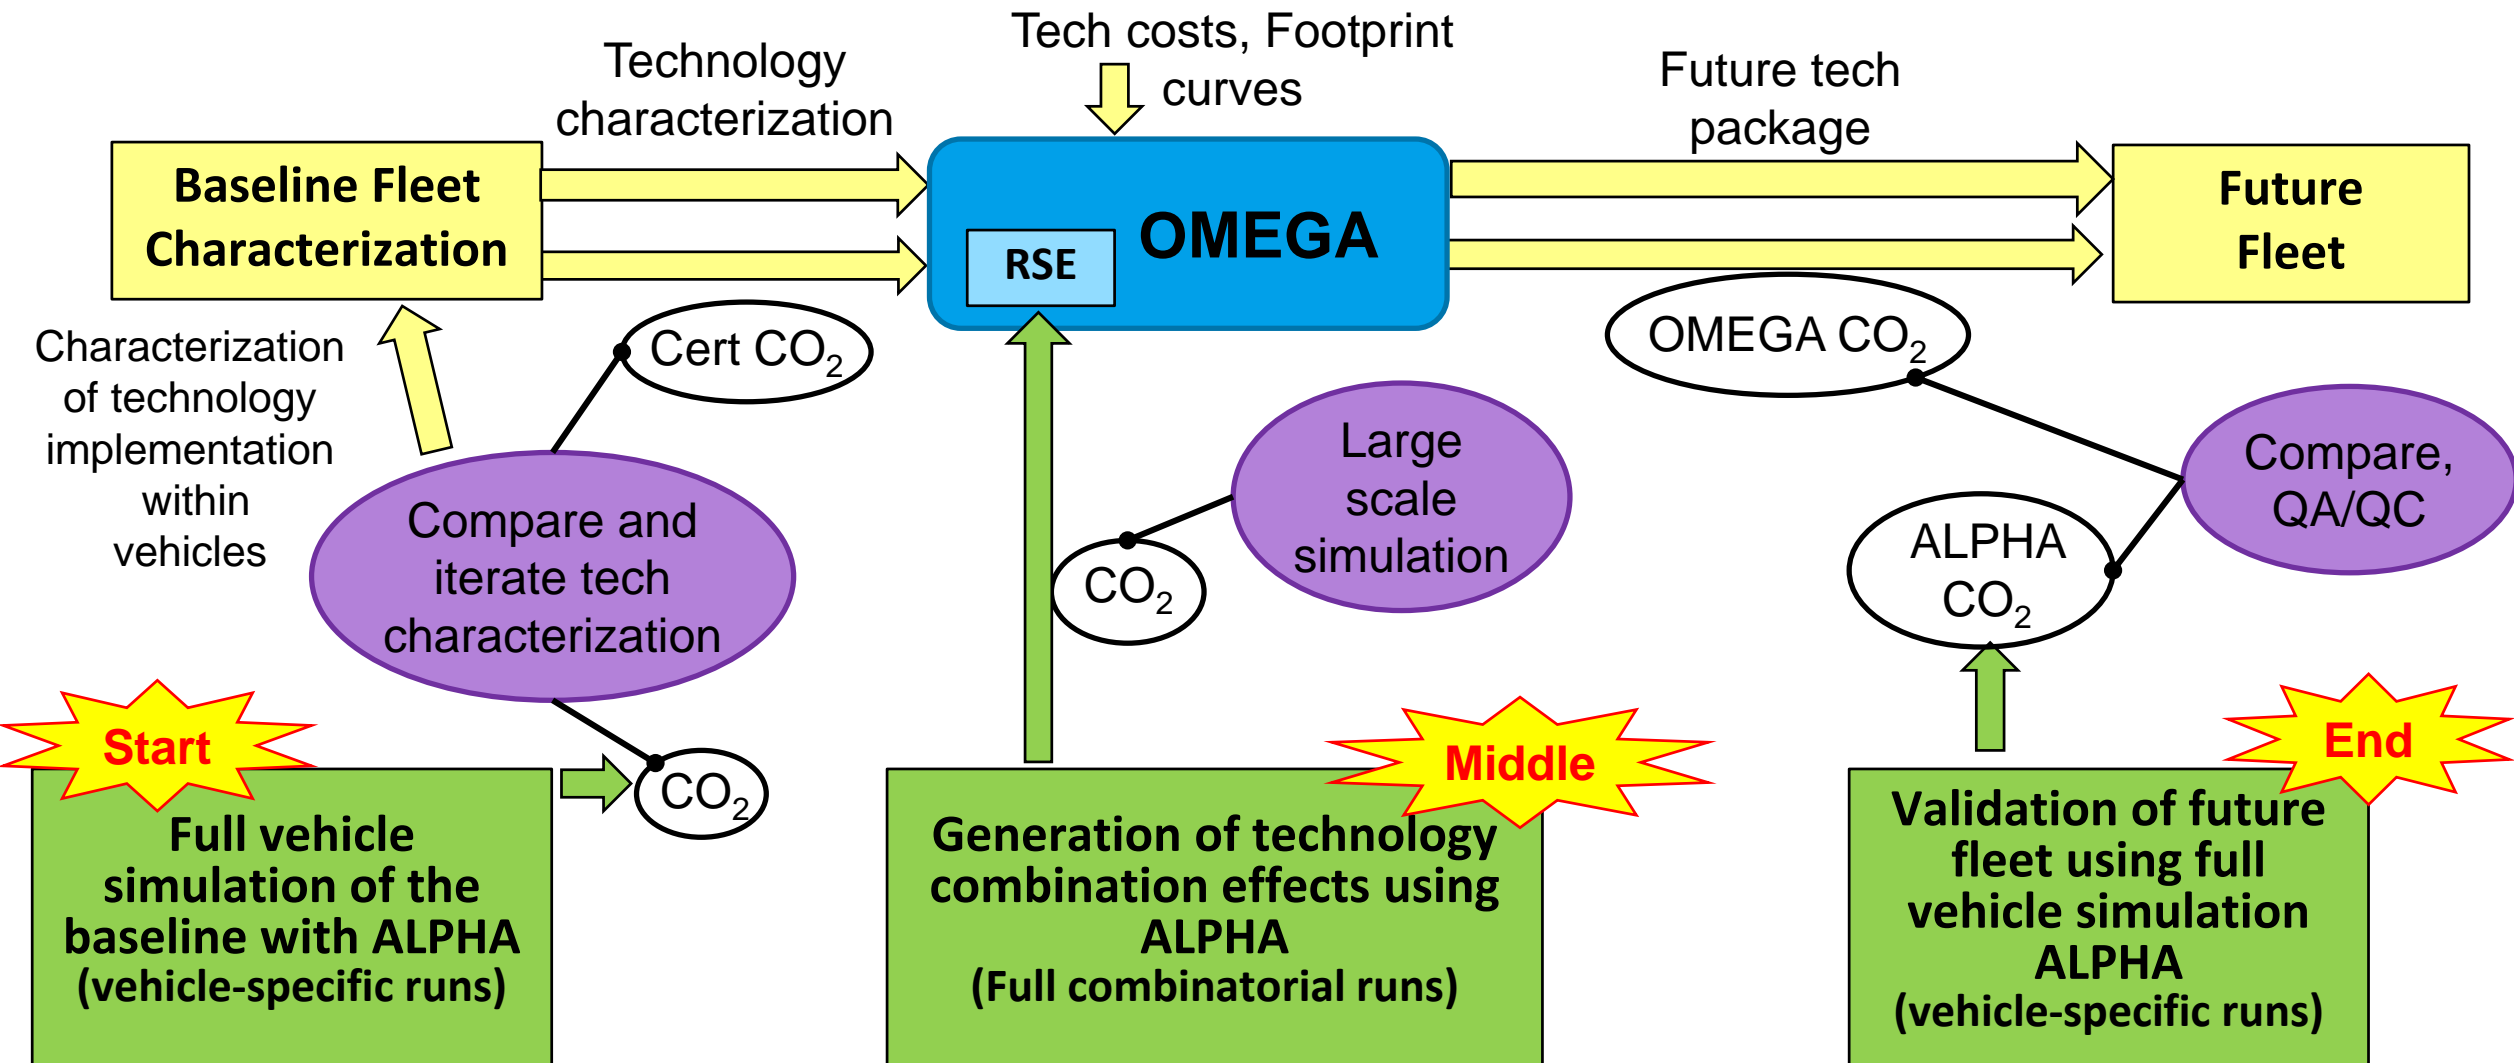 Technology
characterization
Tech costs, Footprint
curves
Future tech
package
Baseline Fleet
Characterization
OMEGA
RSE
Future
Fleet
Characterization
of technology
implementation
within
vehicles
Cert CO₂
OMEGA CO₂
Compare and
iterate tech
characterization
Large
scale
simulation
CO₂
Compare,
QA/QC
ALPHA
CO₂
Start
CO₂
Full vehicle
simulation of the
baseline with ALPHA
(vehicle-specific runs)
Middle
Generation of technology
combination effects using
ALPHA
(Full combinatorial runs)
End
Validation of future
fleet using full
vehicle simulation
ALPHA
(vehicle-specific runs)